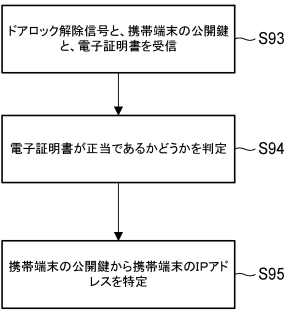 ドアロック解除信号と、携帯端末の公開鍵
と、電子証明書を受信
S93
電子証明書が正当であるかどうかを判定
S94
携帯端末の公開鍵から携帯端末のIPアド
レスを特定
S95